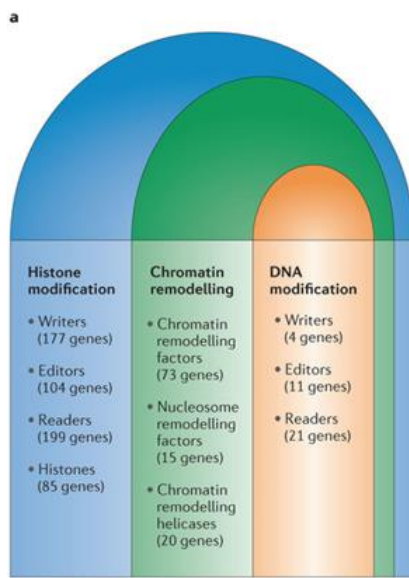 a
Histone
modification
• Writers
(177 genes)
• Editors
(104 genes)
• Readers
(199 genes)
• Histones
(85 genes)
Chromatin
remodelling
• Chromatin
remodelling
factors
(73 genes)
• Nucleosome
remodelling
factors
(15 genes)
• Chromatin
remodelling
helicases
(20 genes)
DNA
modification
• Writers
(4 genes)
• Editors
(11 genes)
• Readers
(21 genes)